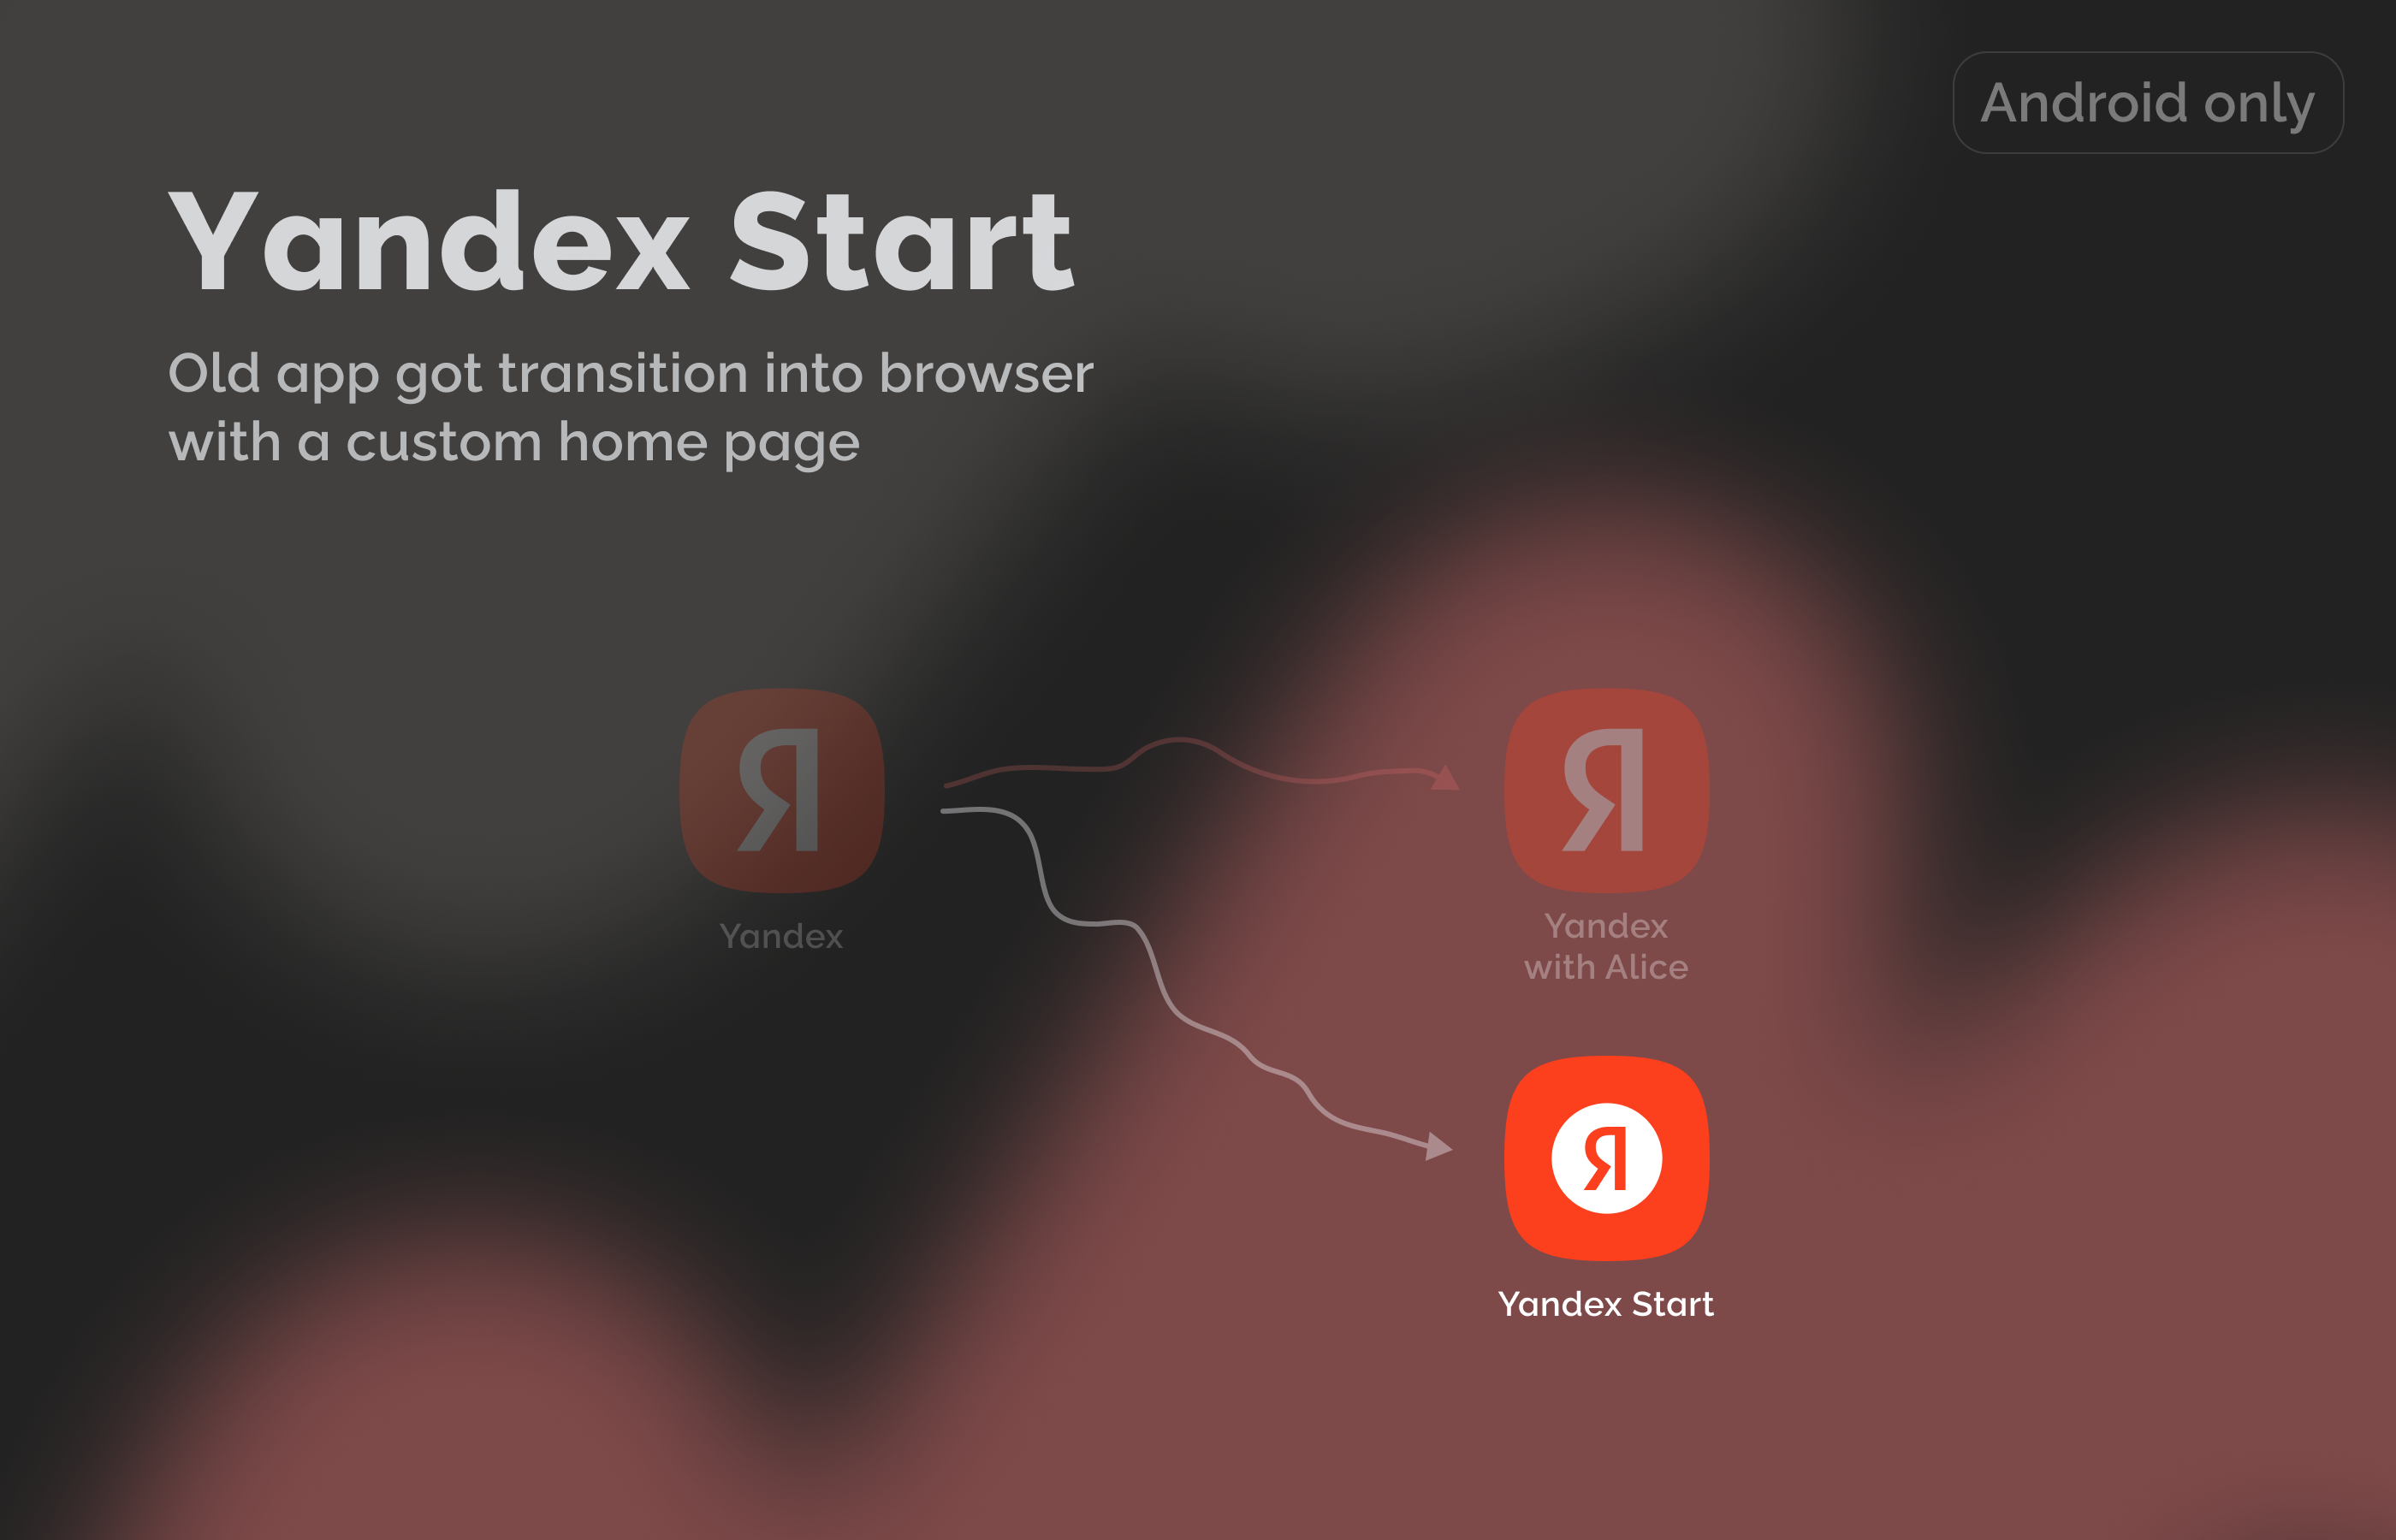 Android only
Yandex Start
Old app got transition into browser
with a custom home page
Я
Я
Yandex
Yandex
with Alice
Я
Yandex Start